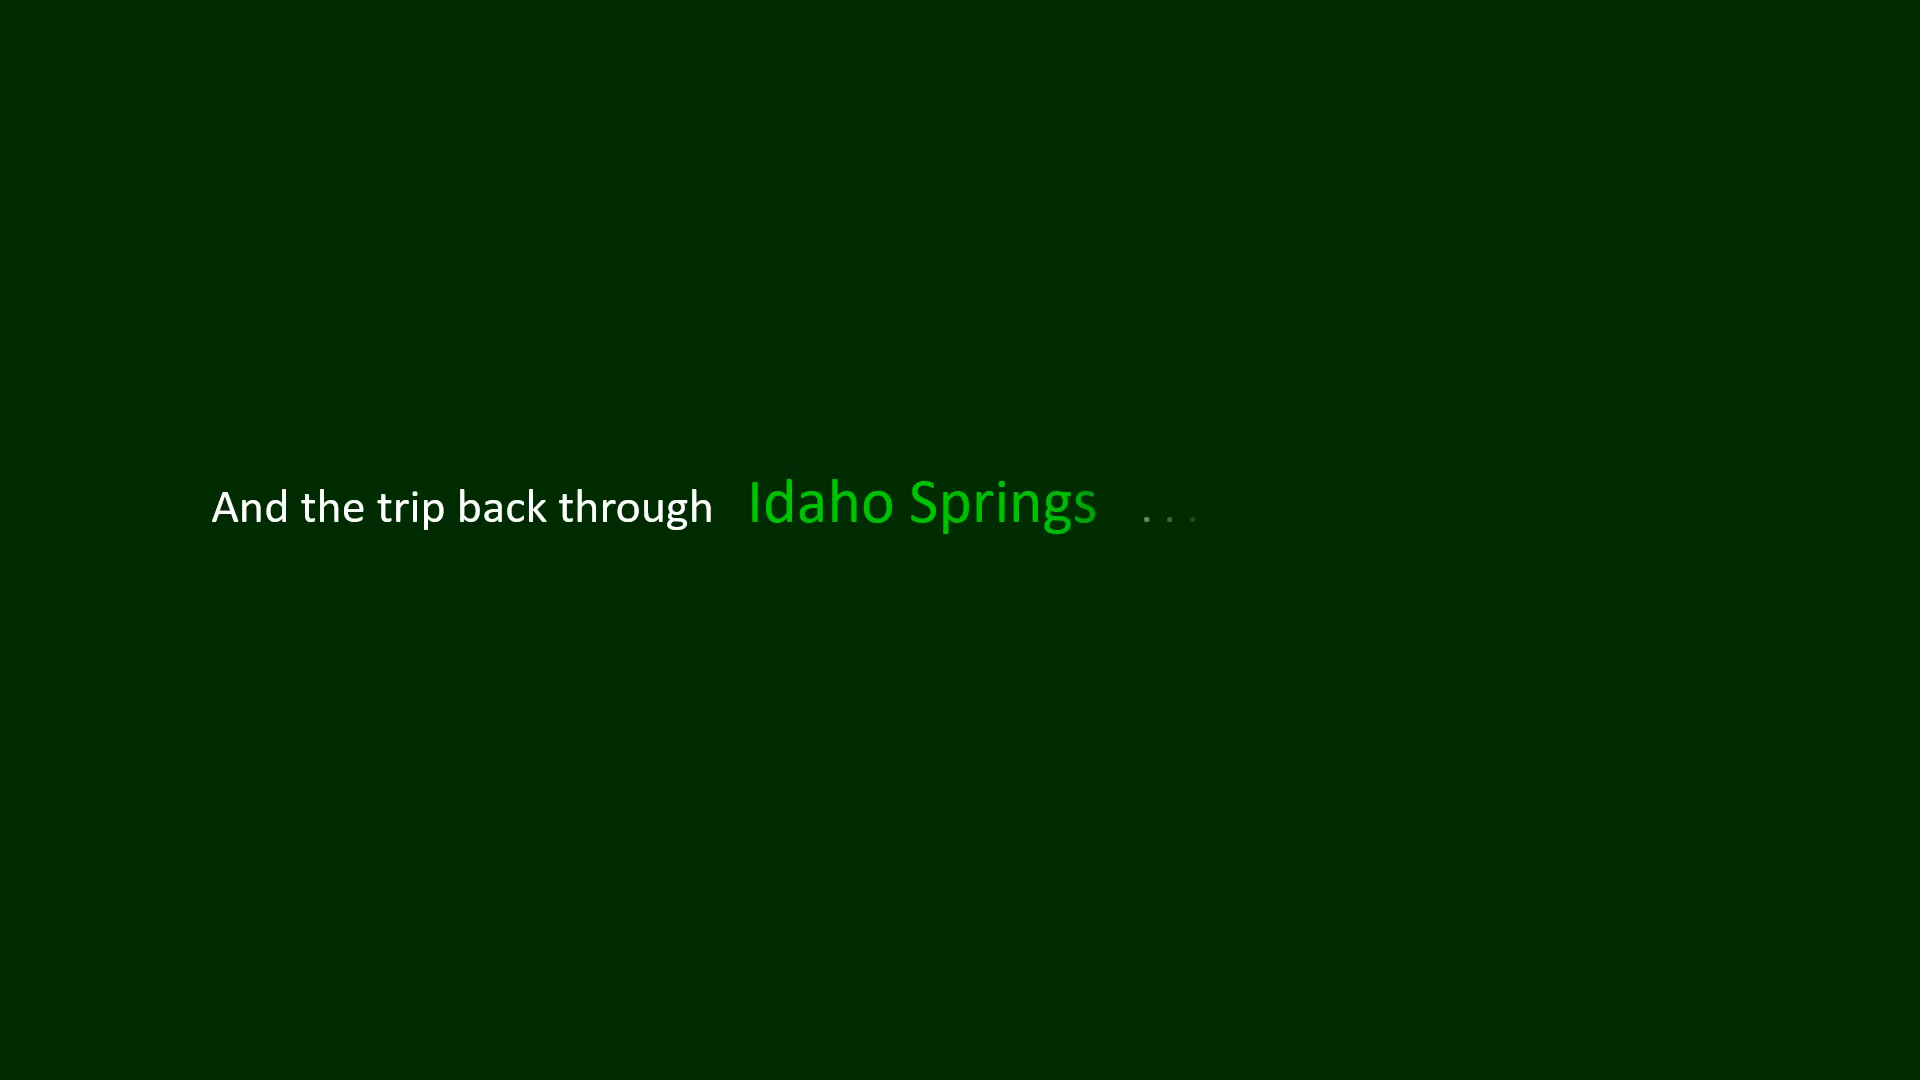 And the trip back through Idaho Springs . . .